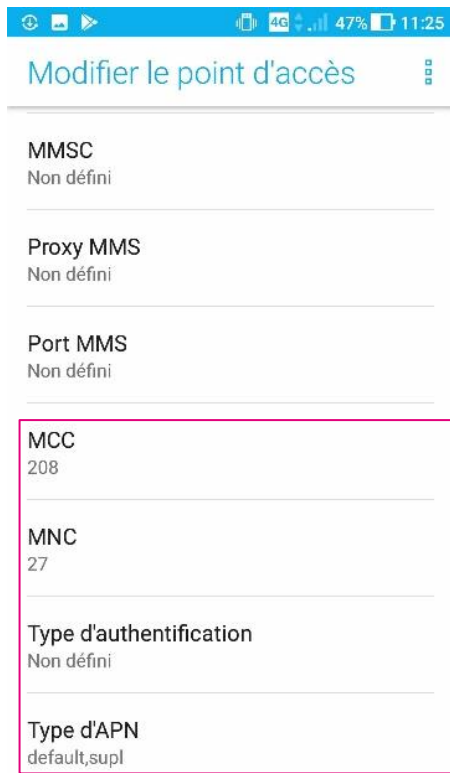 4G 47% 11:25
Modifier le point d'accès
MMSC
Non défini
Proxy MMS
Non défini
Port MMS
Non défini
MCC
208
MNC
27
Type d'authentification
Non défini
Type d'APN
default,supl